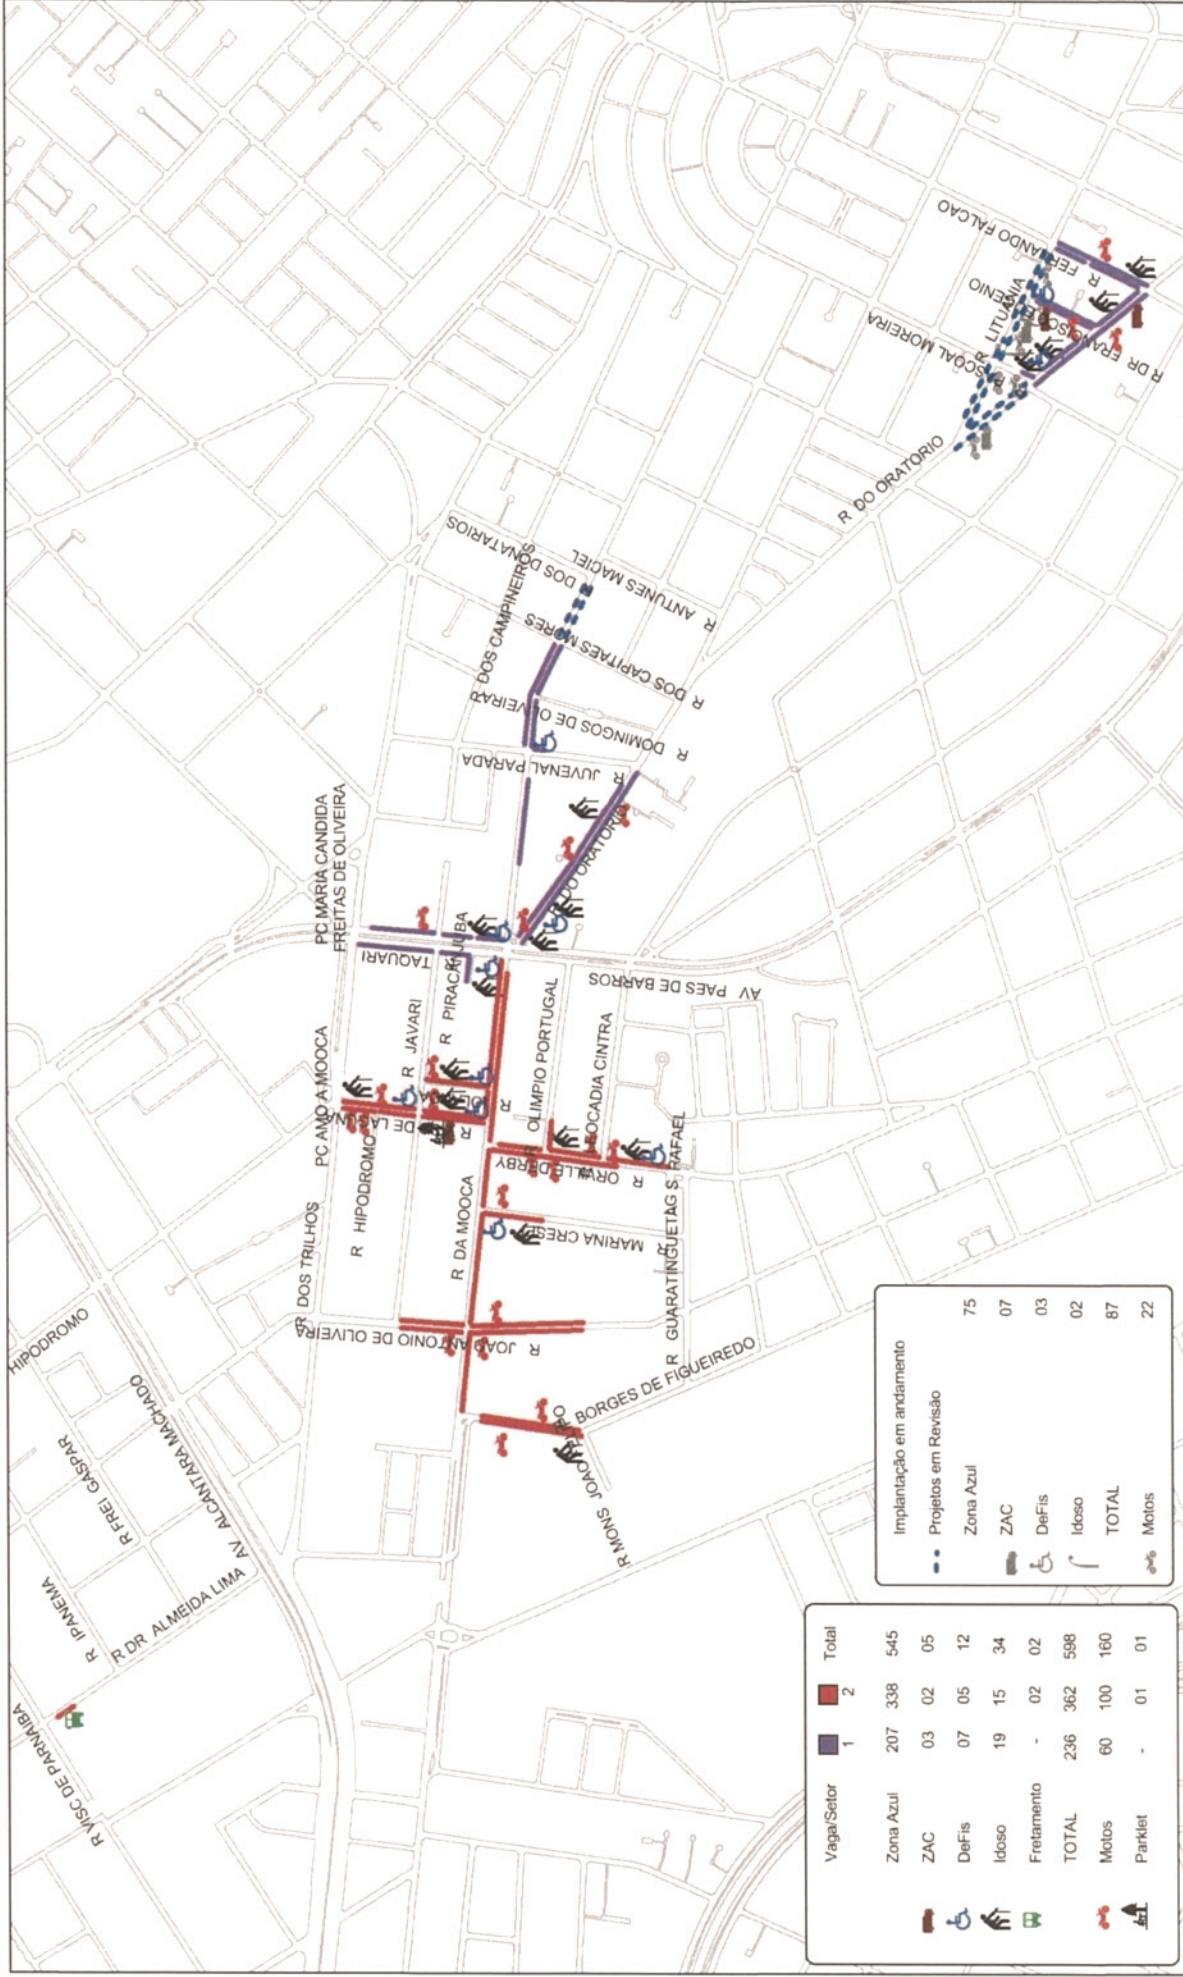 HIPODROMO
R FREI GASPAR
R IPANEMA
R DR ALMEIDA LIMA
AV ALCANTARA MACHADO
R VISC DE PARNAIBA
R DOS TRILHOS
R HIPODROMO
PC AMO A MOOCA
PC MARIA CANDIDA
FREITAS DE OLIVEIRA
R JAVARI
R PIRACANJUBA
TAQUARI
R DA MOOCA
R JOAO ANTONIO DE OLIVEIRA
R MARINA CRESPI
R ORVILLE DERBY
OLIMPIO PORTUGAL
LEOCADIA CINTRA
R GUARATINGUETA
S RAFAEL
BORGES DE FIGUEIREDO
R MONS JOAO
AV PAES DE BARROS
R DO ORATORIO
R JUVENAL PARADA
R DOMINGOS DE OLIVEIRA
R DOS CAMPINEIROS
R DOS CAPITAES MORES
R ANTUNES MACIEL
DOS DONATARIOS
R DO ORATORIO
R LITUANIA
R FERNANDO FALCAO
R DR FRANCISCO
Vaga/Setor 1 2 Total
Zona Azul 207 338 545
ZAC 03 02 05
DeFis 07 05 12
Idoso 19 15 34
Fretamento - 02 02
TOTAL 236 362 598
Motos 60 100 160
Parklet - 01 01
Implantação em andamento
Projetos em Revisão
Zona Azul 75
ZAC 07
DeFis 03
Idoso 02
TOTAL 87
Motos 22